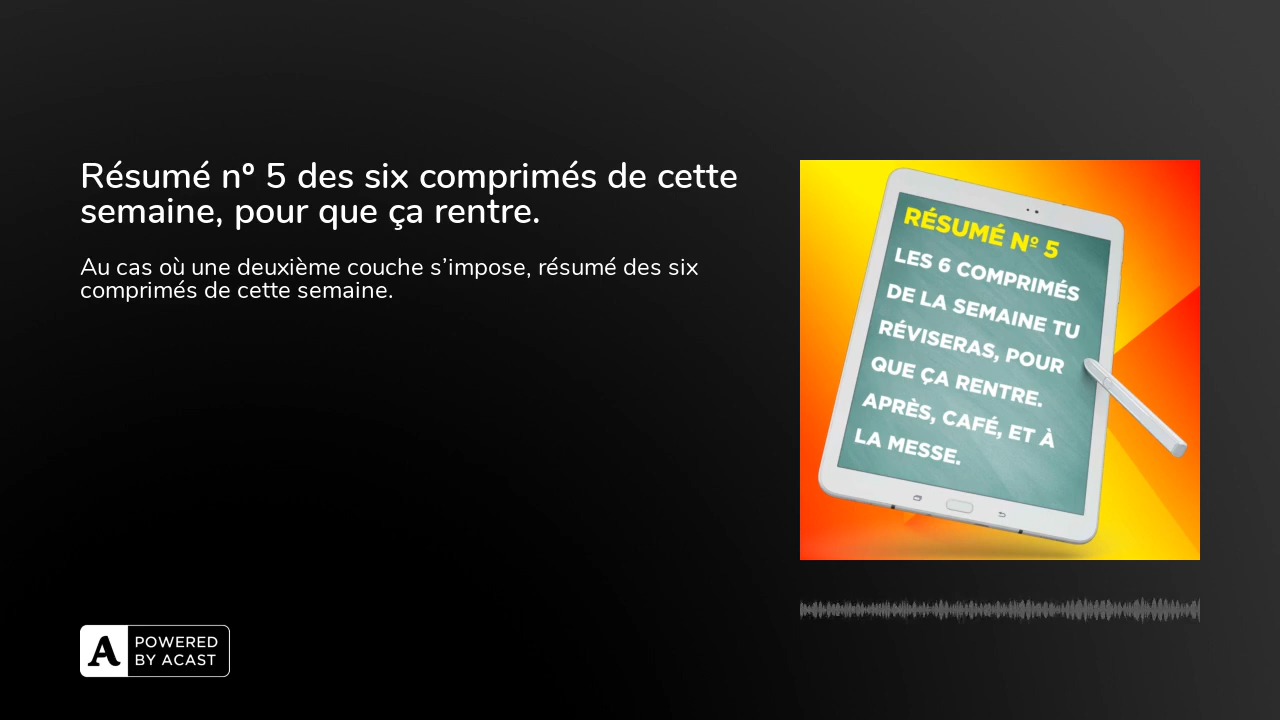 Résumé nº 5 des six comprimés de cette
semaine, pour que ça rentre.
Au cas où une deuxième couche s’impose, résumé des six
comprimés de cette semaine.
RÉSUMÉ Nº 5
LES 6 COMPRIMÉS
DE LA SEMAINE TU
RÉVISERAS, POUR
QUE ÇA RENTRE.
APRÈS, CAFÉ, ET À
LA MESSE.
A POWERED
BY ACAST